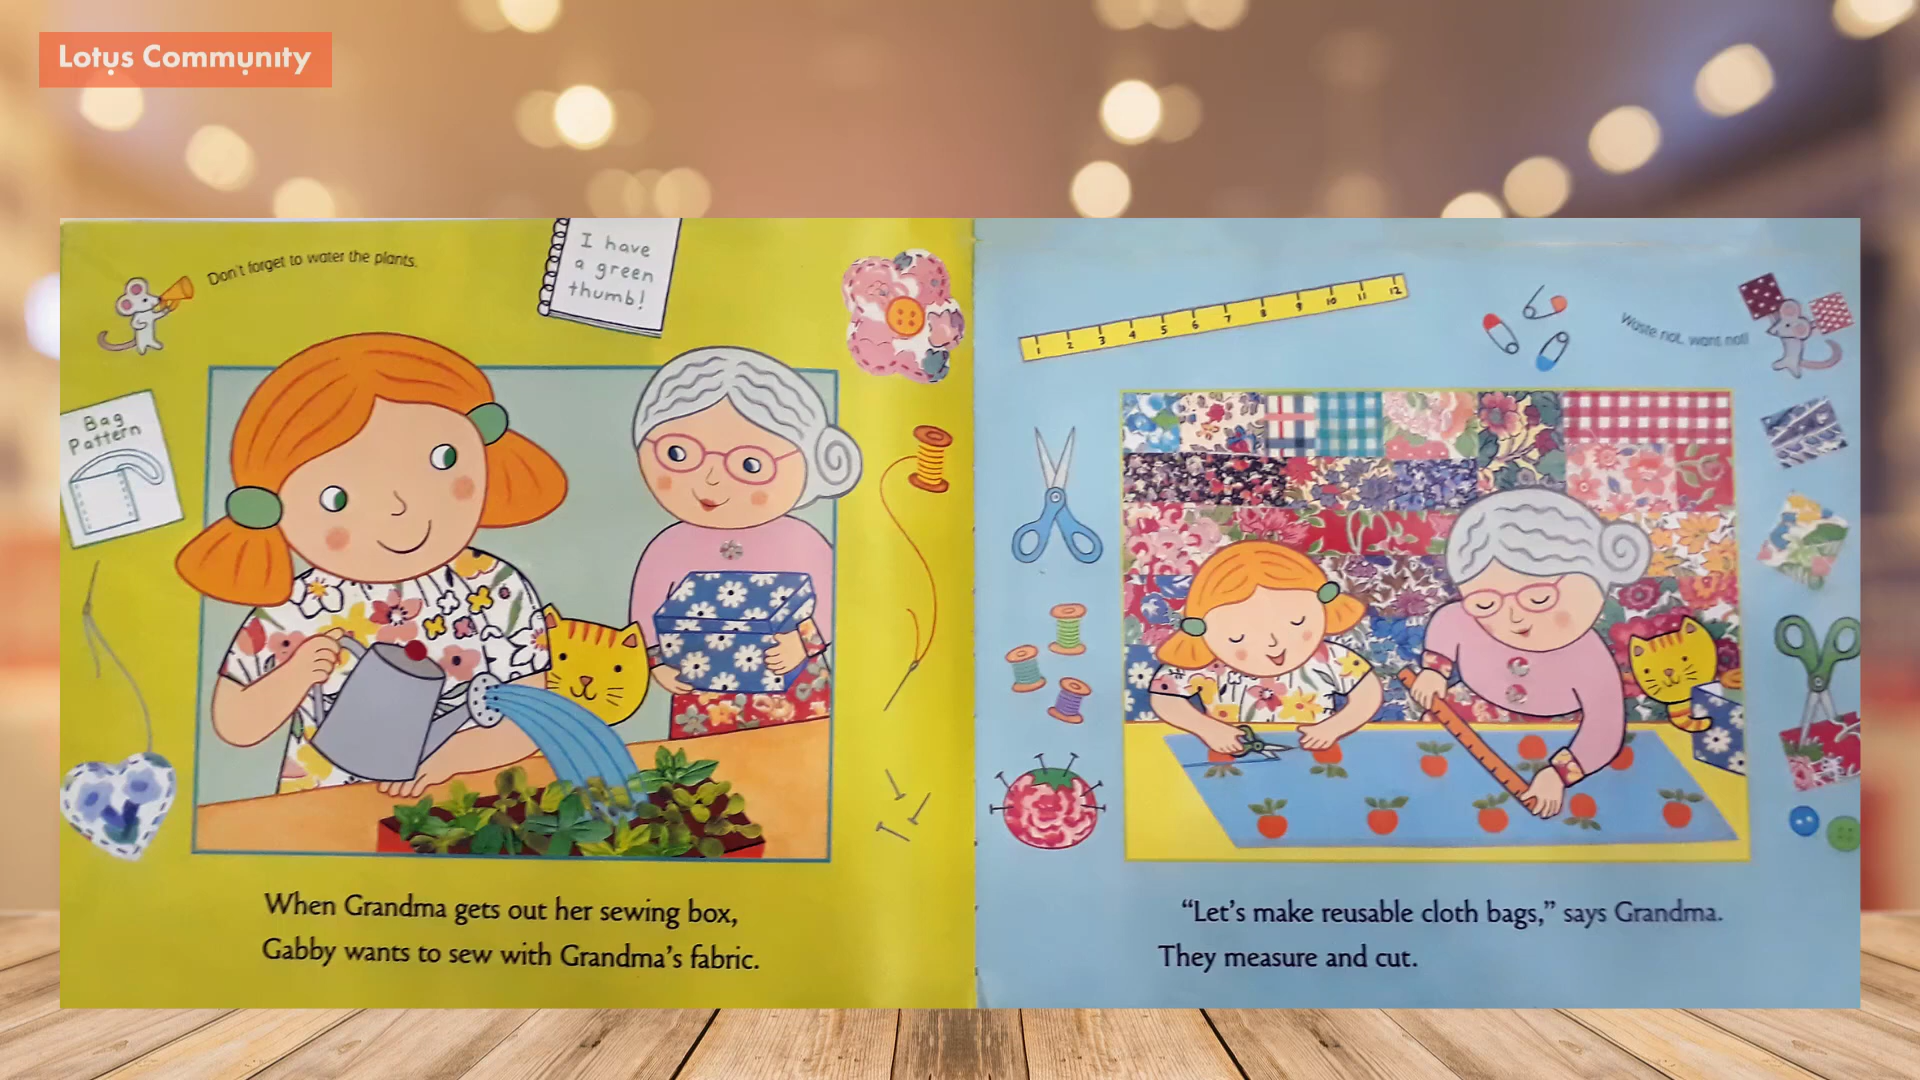 Lotus Community
Don't forget to water the plants.
I have
a green
thumb!
Bag
Pattern
When Grandma gets out her sewing box,
Gabby wants to sew with Grandma's fabric.
1 2 3 4 5 6 7 8 9 10 11 12
Waste not, want not!
“Let's make reusable cloth bags,” says Grandma.
They measure and cut.